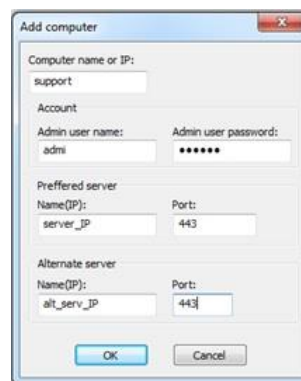 Add computer
Computer name or IP:
support
Account
Admin user name: Admin user password:
admi ••••••
Preffered server
Name(IP): Port:
server_IP 443
Alternate server
Name(IP): Port:
alt_serv_IP 443
OK Cancel